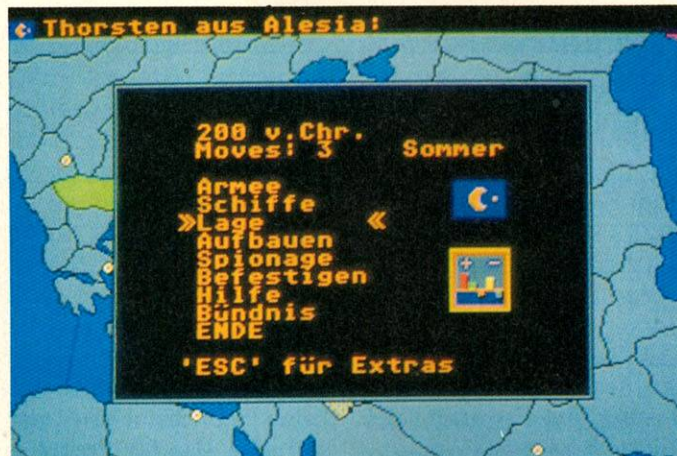 Thorsten aus Alesia:
200 v.Chr.
Moves: 3 Sommer
Armee
Schiffe
»Lage «
Aufbauen
Spionage
Befestigen
Hilfe
Bündnis
ENDE
'ESC' für Extras